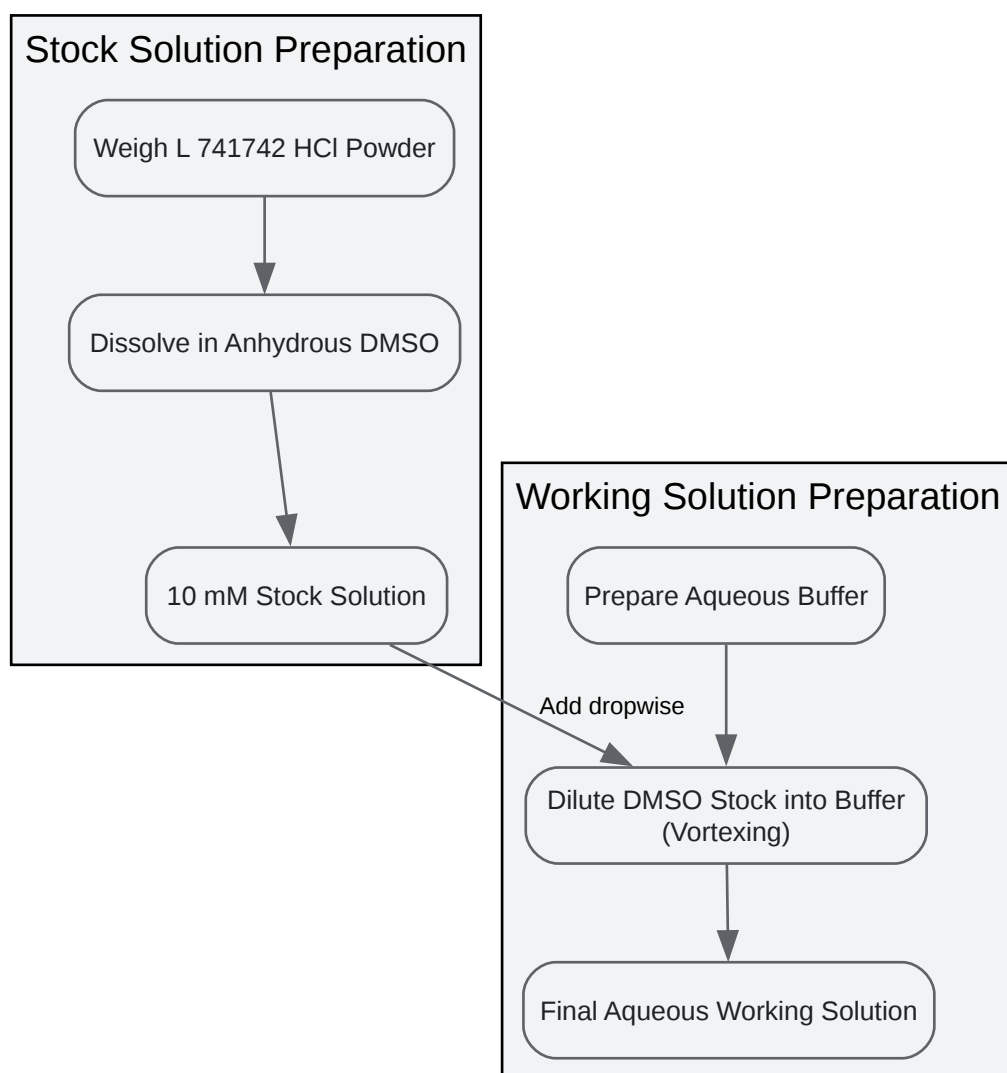 Stock Solution Preparation
Weigh L 741742 HCl Powder
Dissolve in Anhydrous DMSO
10 mM Stock Solution
Working Solution Preparation
Prepare Aqueous Buffer
Add dropwise
Dilute DMSO Stock into Buffer
(Vortexing)
Final Aqueous Working Solution